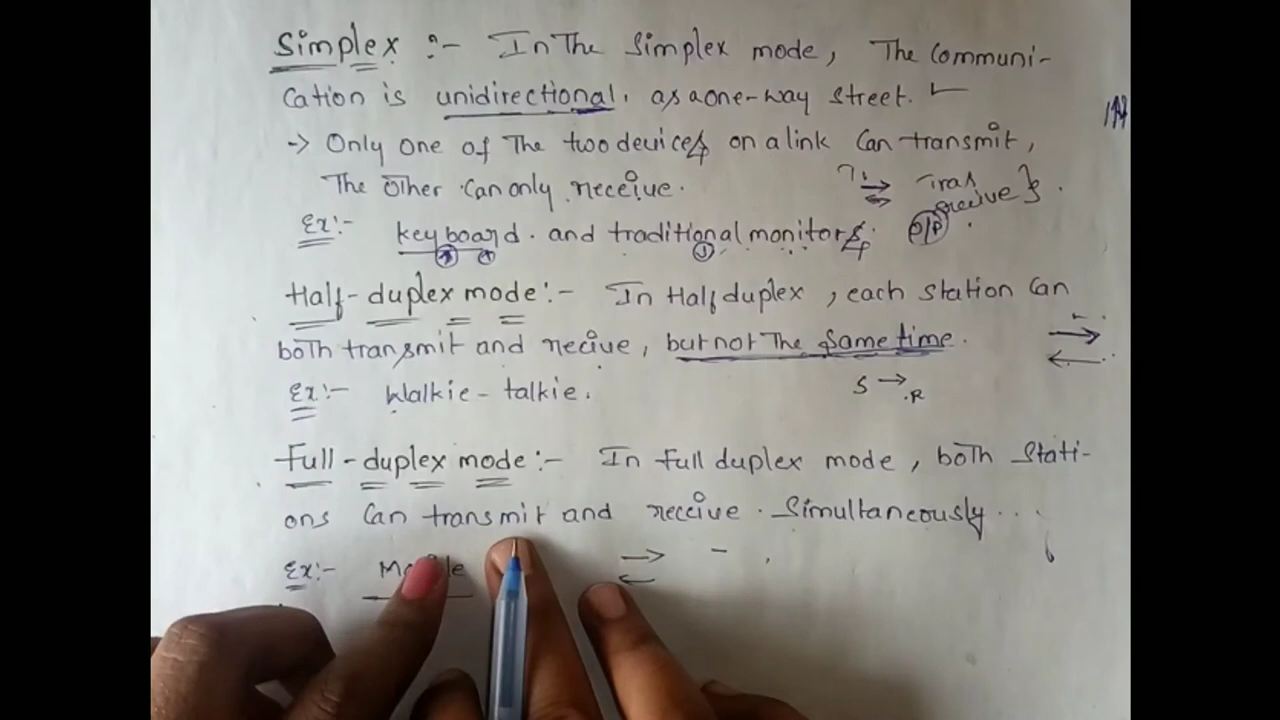 Simplex :- In The Simplex mode, The Communi-
cation is unidirectional. as a one-way street.
-> Only one of The two devices on a link can transmit,
The other can only receive.
Ex:- keyboard. and traditional monitors. O/P
Half-duplex mode:- In Half duplex, each station can
both transmit and recive, but not The same time.
S → R
Ex:- Walkie-talkie.
Full-duplex mode:- In full duplex mode, both Stati-
ons can transmit and receive. Simultaneously...
Ex:-